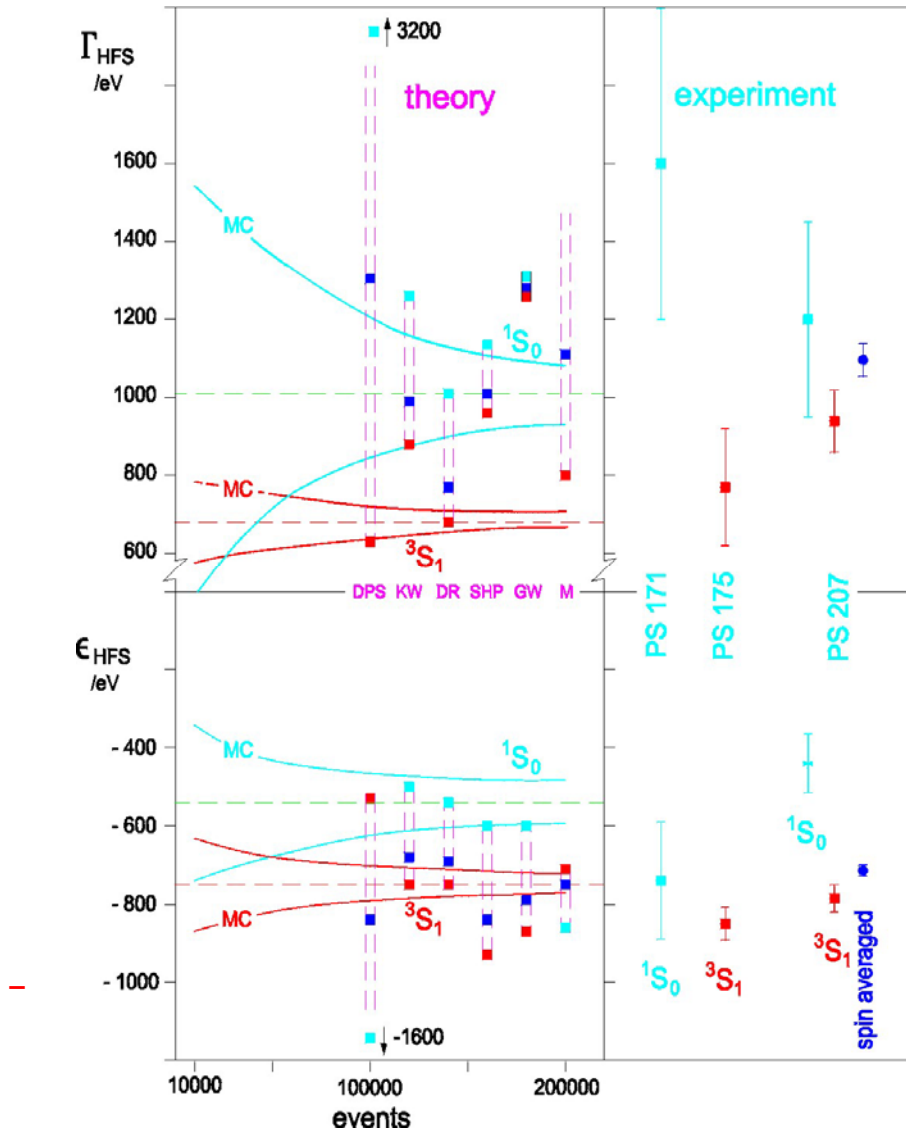 Γ HFS
/eV
3200
theory
experiment
1600
1400
1200
1000
800
600
MC
¹S₀
MC
³S₁
DPS KW DR SHP GW M
PS 171
PS 175
PS 207
ϵ HFS
/eV
- 400
- 600
- 800
- 1000
MC
¹S₀
MC
³S₁
-1600
¹S₀
³S₁
¹S₀
³S₁
spin averaged
10000
100000
200000
events